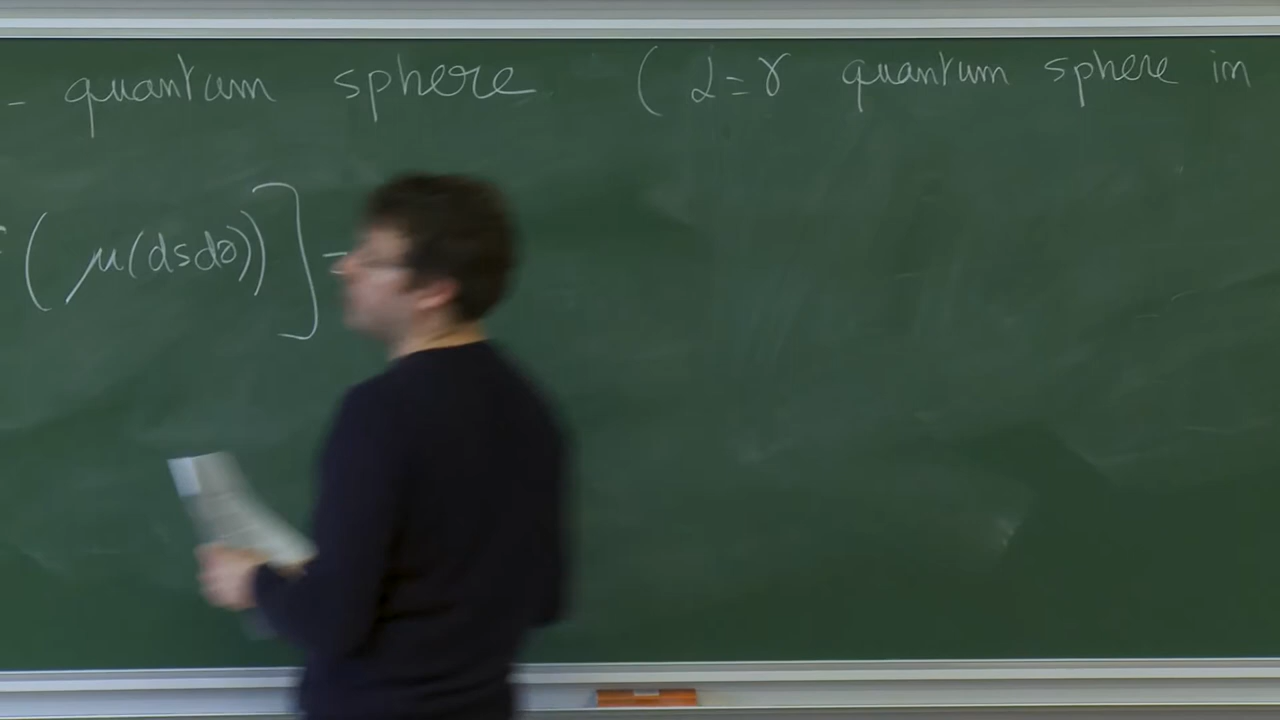 - quantum sphere ( α=γ quantum sphere in
( μ(dsdθ))] -